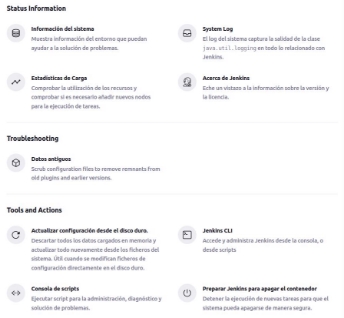 Status Information
Información del sistema
Muestra información del entorno que puedan
ayudar a la solución de problemas.
System Log
El log del sistema captura la salidad de la clase
java.util.logging en todo lo relacionado con
Jenkins.
Estadísticas de Carga
Comprobar la utilización de los recursos y
comprobar si es necesario añadir nuevos nodos
para la ejecución de tareas.
Acerca de Jenkins
Eche un vistazo a la información sobre la versión y
la licencia.
Troubleshooting
Datos antiguos
Scrub configuration files to remove remnants from
old plugins and earlier versions.
Tools and Actions
Actualizar configuración desde el disco duro.
Descartar todos los datos cargados en memoria y
actualizar todo nuevamente desde los ficheros del
sistema. Útil cuando se modifican ficheros de
configuración directamente en el disco duro.
Jenkins CLI
Accede y administra Jenkins desde la consola, o
desde scripts
Consola de scripts
Ejecutar script para la administración, diagnóstico y
solución de problemas.
Preparar Jenkins para apagar el contenedor
Detener la ejecución de nuevas tareas para que el
sistema pueda apagarse de manera segura.